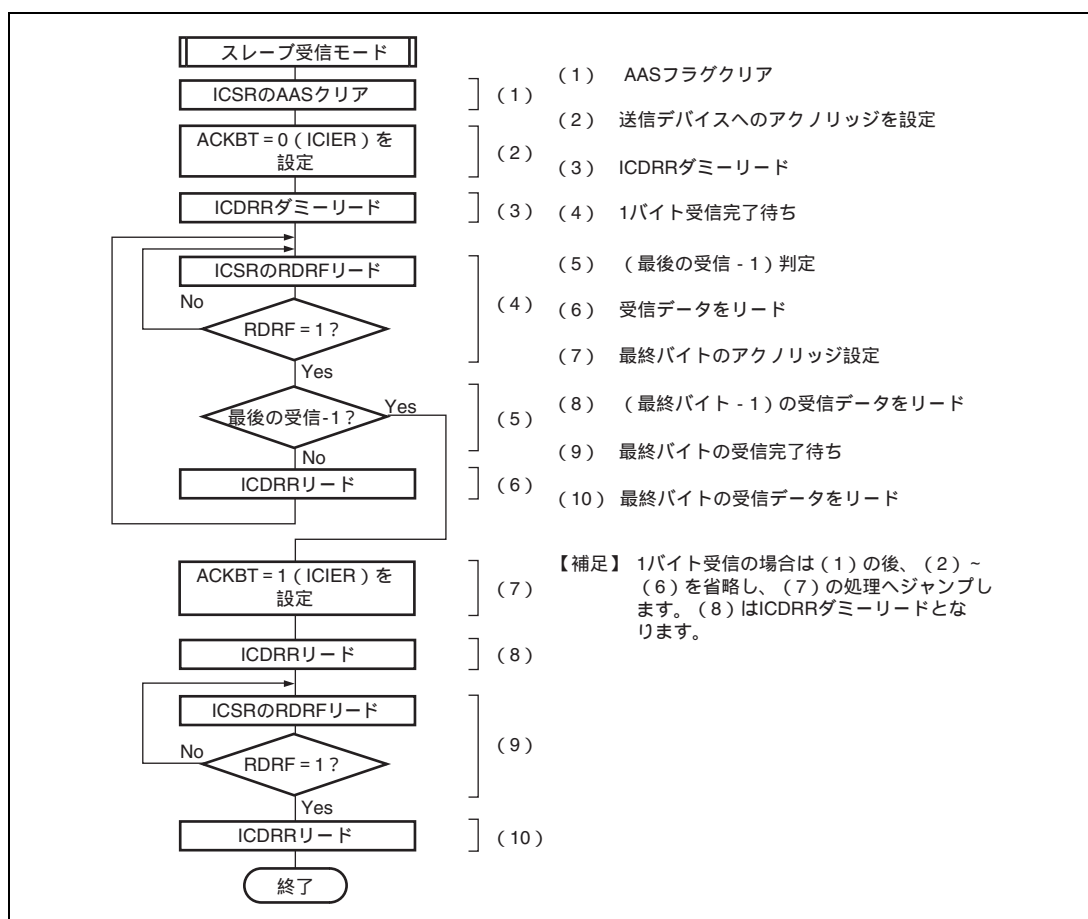 スレーブ受信モード
ICSRのAASクリア
(1)
ACKBT = 0 ( ICIER ) を
設定
(2)
ICDRRダミーリード
(3)
ICSRのRDRFリード
No
RDRF = 1 ?
(4)
Yes
最後の受信-1?
Yes
(5)
No
ICDRRリード
(6)
ACKBT = 1 ( ICIER ) を
設定
(7)
ICDRRリード
(8)
ICSRのRDRFリード
No
RDRF = 1 ?
(9)
Yes
ICDRRリード
(10)
終了
(1) AASフラグクリア
(2) 送信デバイスへのアクノリッジを設定
(3) ICDRRダミーリード
(4) 1バイト受信完了待ち
(5) (最後の受信 - 1) 判定
(6) 受信データをリード
(7) 最終バイトのアクノリッジ設定
(8) (最終バイト - 1) の受信データをリード
(9) 最終バイトの受信完了待ち
(10) 最終バイトの受信データをリード
【補足】 1バイト受信の場合は(1)の後、(2)~
(6)を省略し、(7)の処理へジャンプし
ます。(8)はICDRRダミーリードとな
ります。